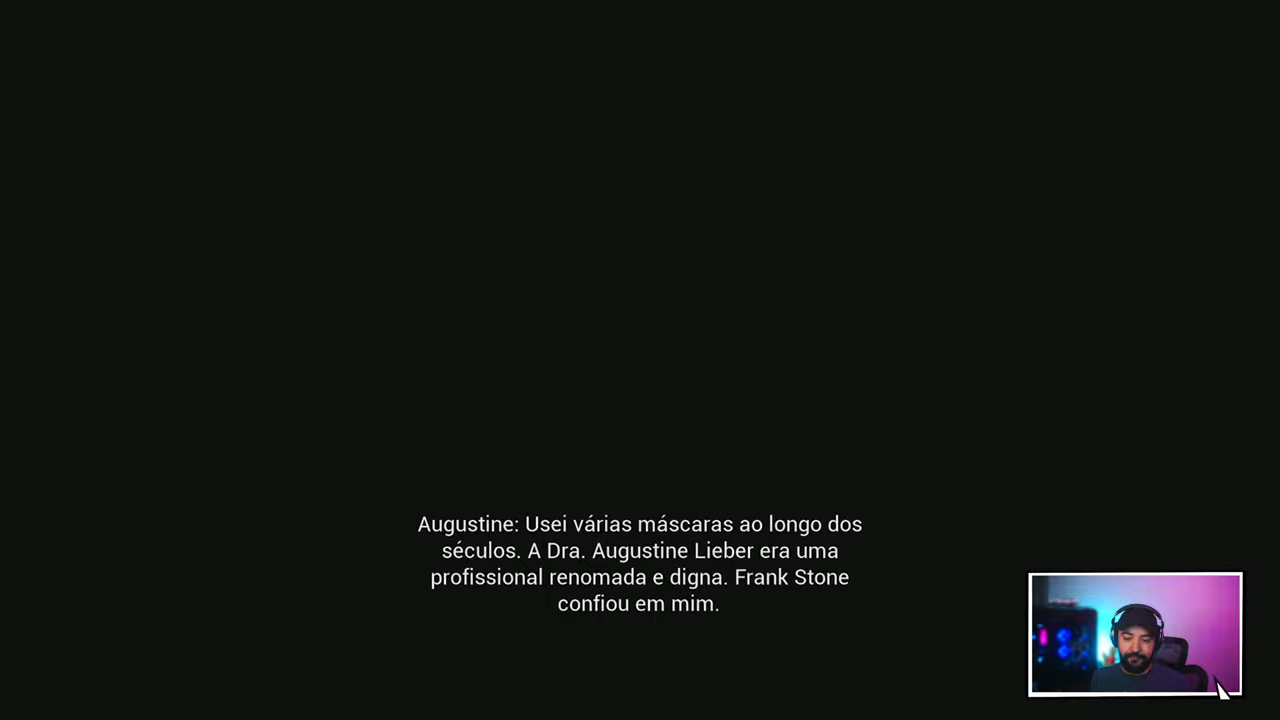 Augustine: Usei várias máscaras ao longo dos
séculos. A Dra. Augustine Lieber era uma
profissional renomada e digna. Frank Stone
confiou em mim.